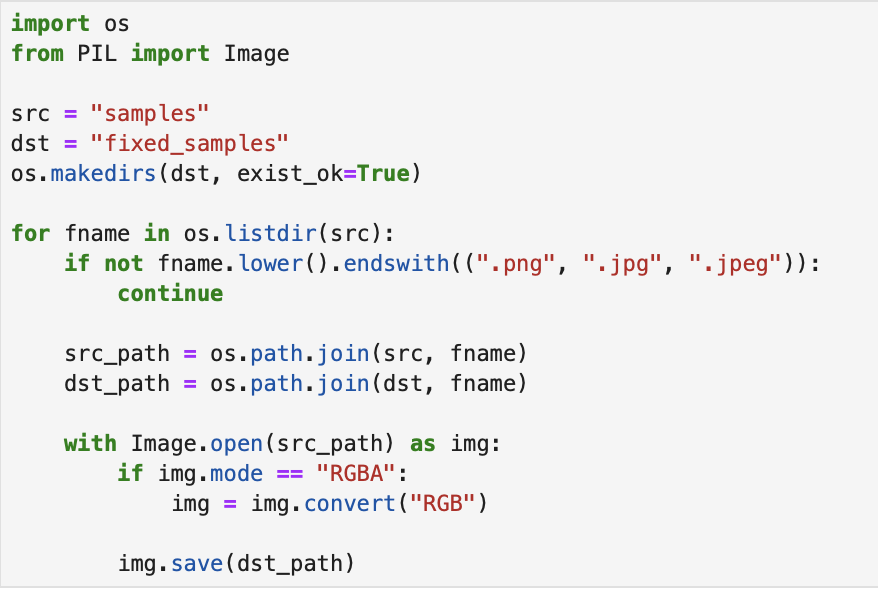 import os
from PIL import Image

src = "samples"
dst = "fixed_samples"
os.makedirs(dst, exist_ok=True)

for fname in os.listdir(src):
    if not fname.lower().endswith((".png", ".jpg", ".jpeg")):
        continue

    src_path = os.path.join(src, fname)
    dst_path = os.path.join(dst, fname)

    with Image.open(src_path) as img:
        if img.mode == "RGBA":
            img = img.convert("RGB")

        img.save(dst_path)